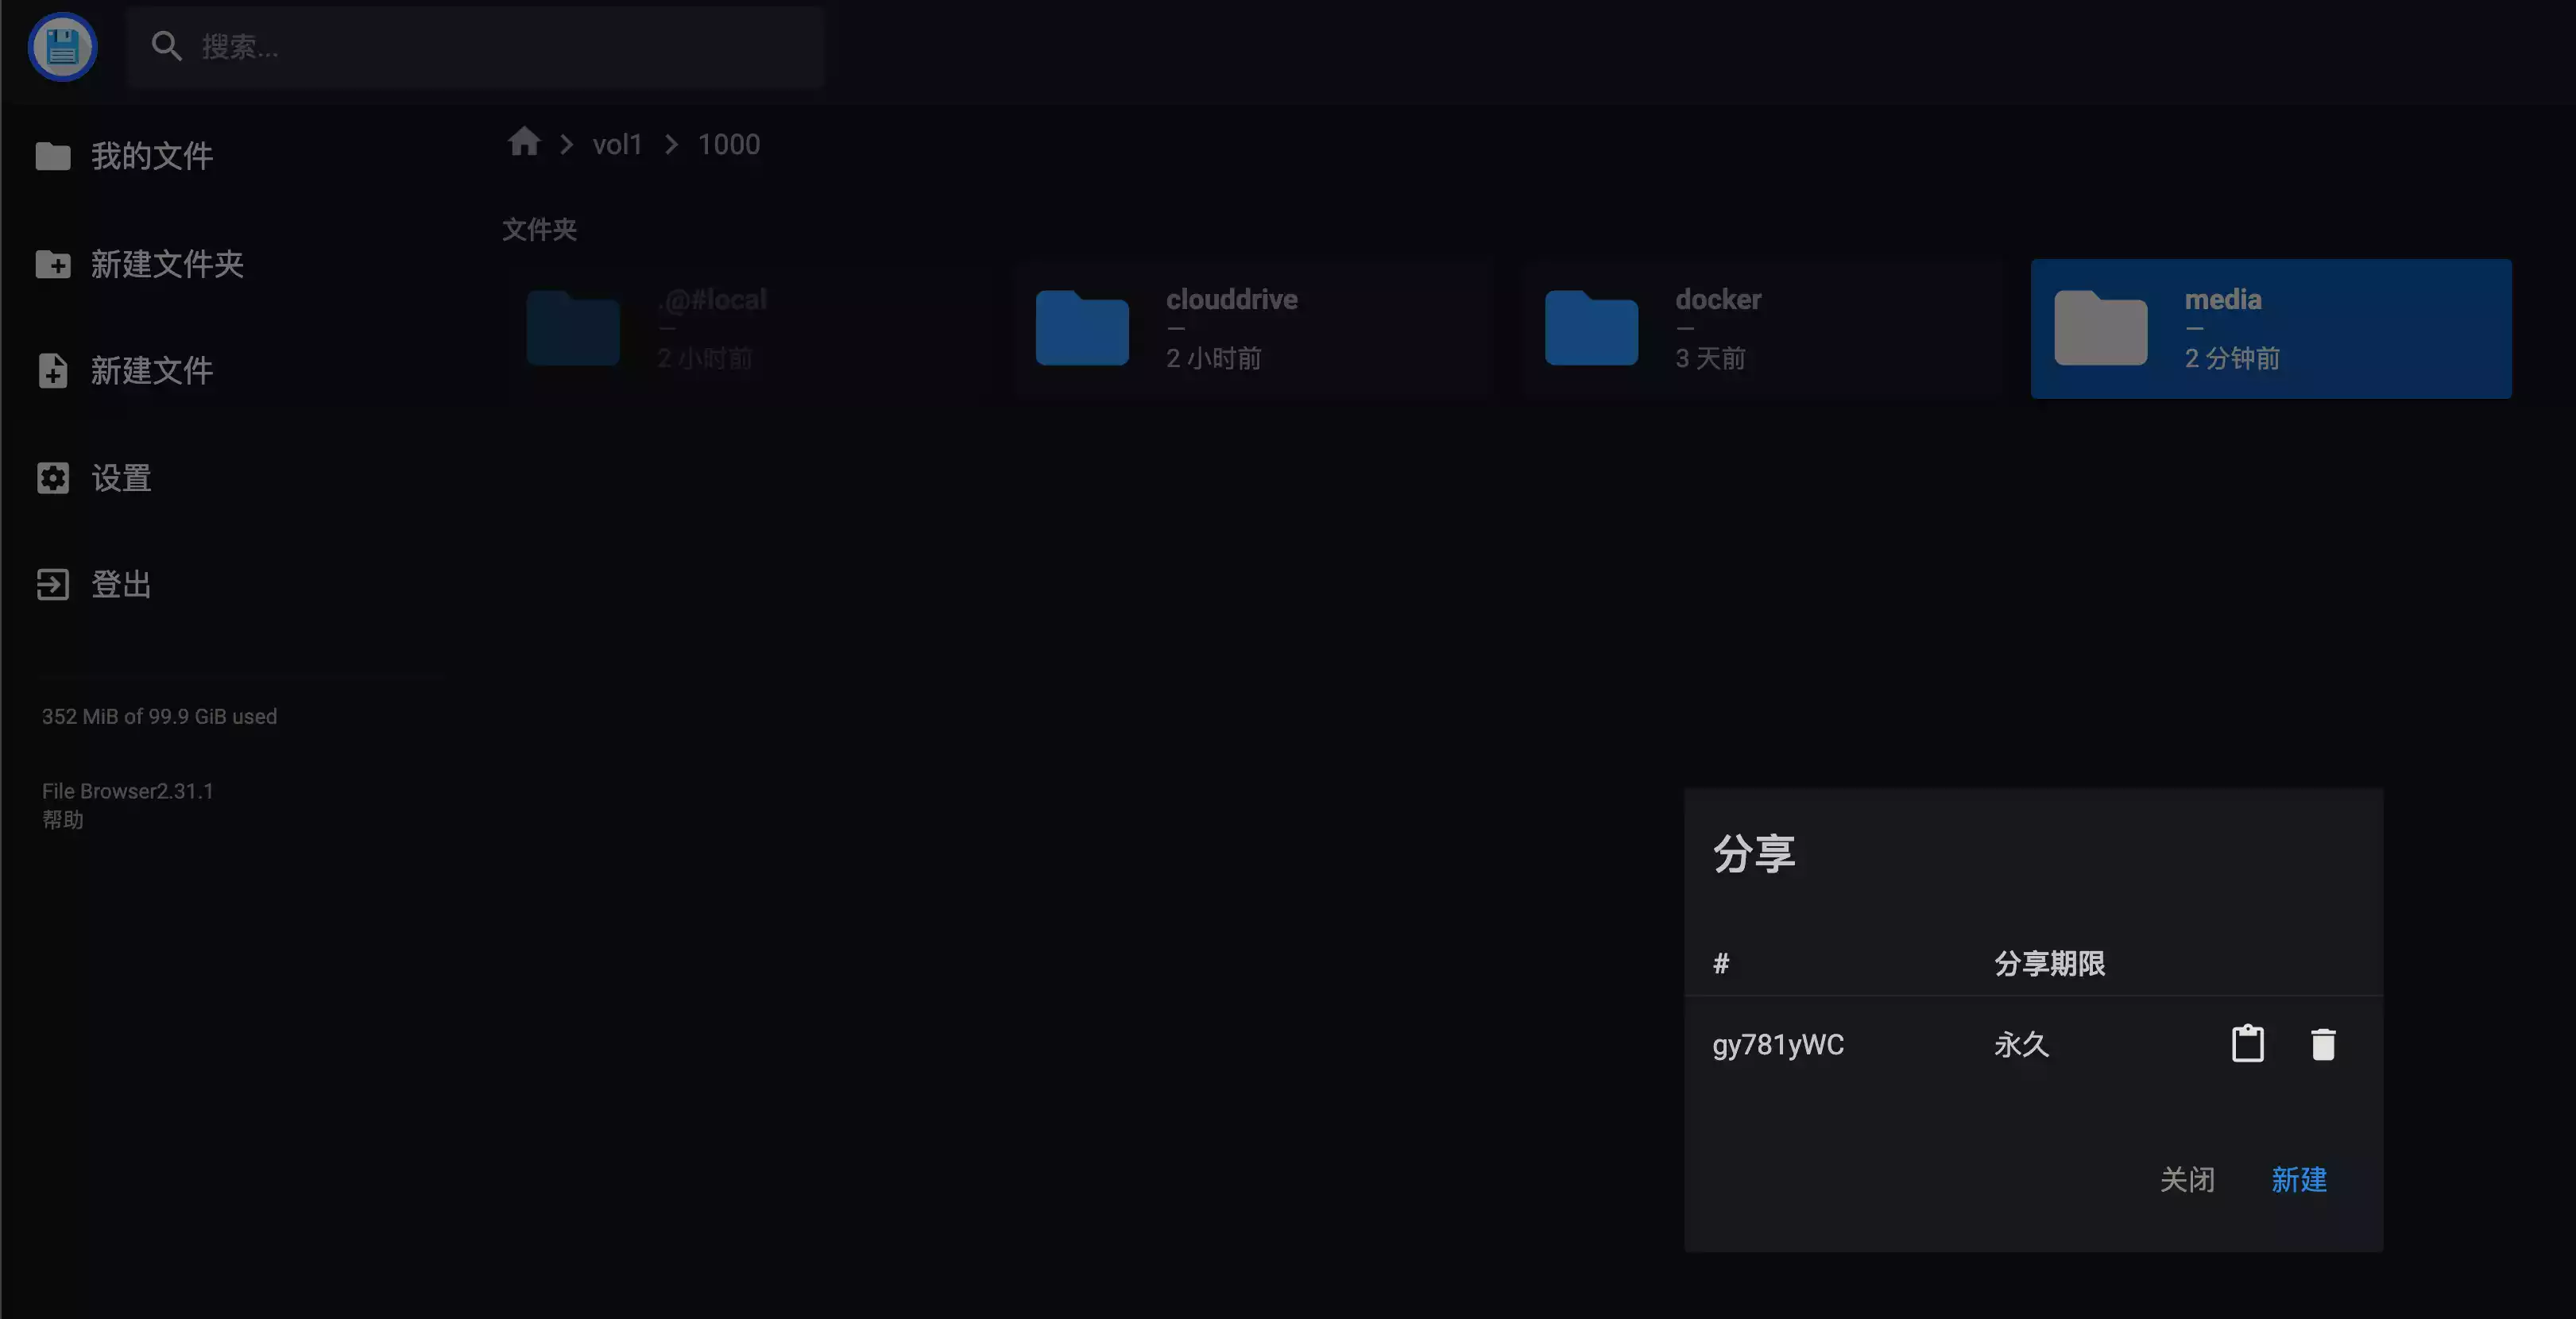 搜索...
我的文件
新建文件夹
新建文件
设置
登出
352 MiB of 99.9 GiB used
File Browser2.31.1
帮助
vol1
1000
文件夹
.@#local
—
2 小时前
clouddrive
—
2 小时前
docker
—
3 天前
media
—
2 分钟前
分享
# 分享期限
gy781yWC 永久
关闭 新建